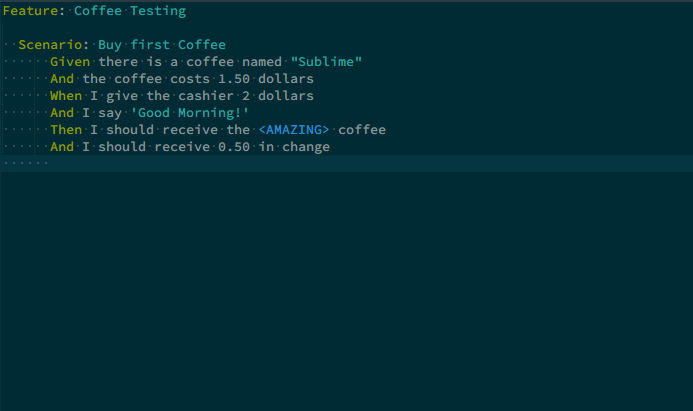 Feature: Coffee Testing
Scenario: Buy first Coffee
Given there is a coffee named "Sublime"
And the coffee costs 1.50 dollars
When I give the cashier 2 dollars
And I say 'Good Morning!'
Then I should receive the <AMAZING> coffee
And I should receive 0.50 in change